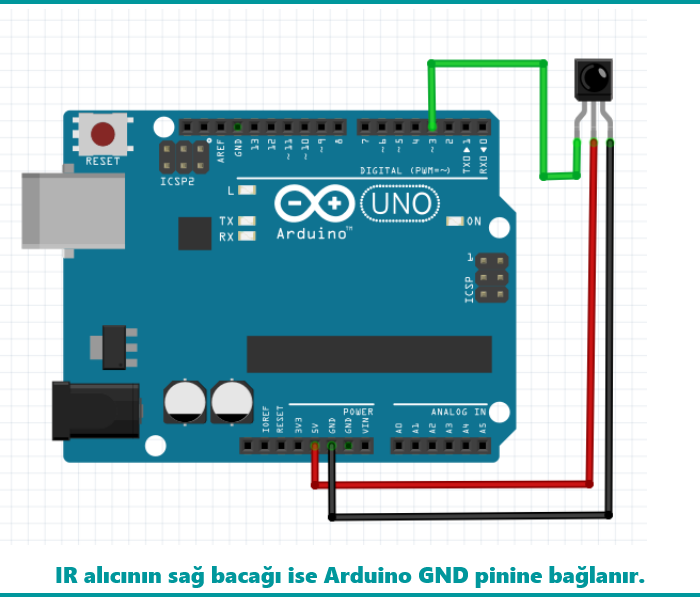 RESET
ICSP2
AREF
GND
13
12
~11
~10
~9
8
7
~6
~5
4
~3
2
TXD▶1
RXD◀0
DIGITAL (PWM=~)
L
TX
RX
UNO
Arduino™
ON
1
ICSP
IOREF
RESET
3V3
5V
GND
GND
VIN
POWER
ANALOG IN
A0
A1
A2
A3
A4
A5
IR alıcının sağ bacağı ise Arduino GND pinine bağlanır.